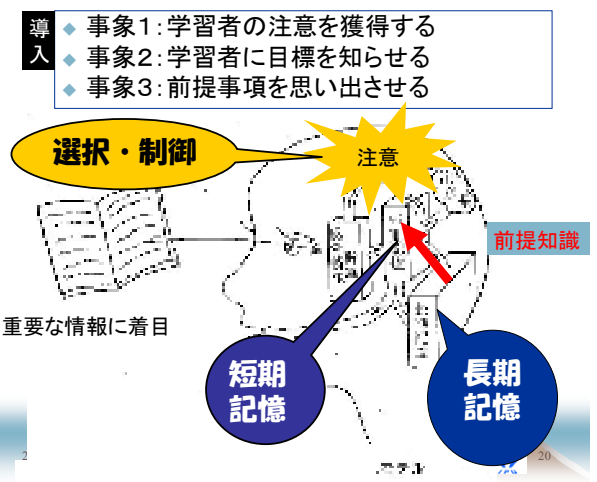 導入
事象1:学習者の注意を獲得する
事象2:学習者に目標を知らせる
事象3:前提事項を思い出させる
選択・制御
注意
前提知識
重要な情報に着目
短期
記憶
長期
記憶
2
20